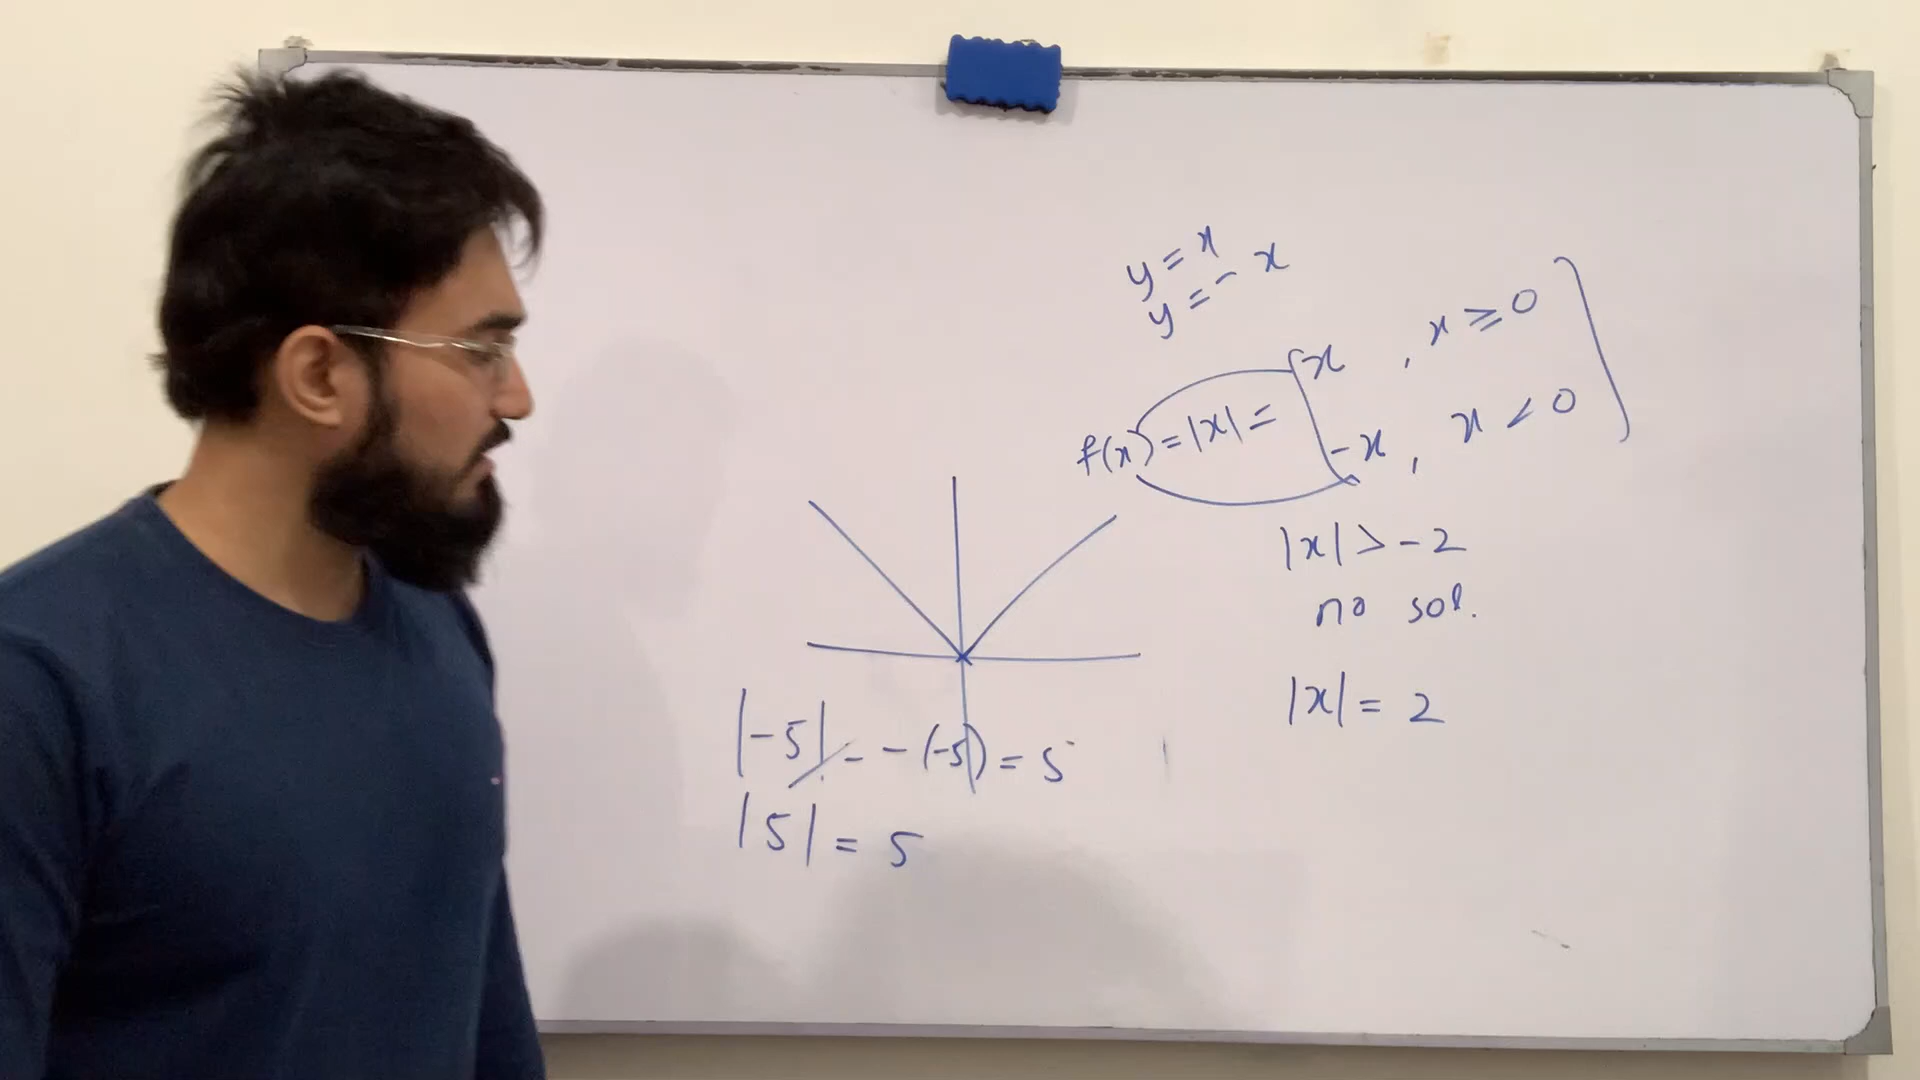 y = x
y = - x
f(x) = |x| = x , x ≥ 0
-x , x < 0
|x| > -2
no sol.
|x| = 2
|-5| = - (-5) = 5
|5| = 5